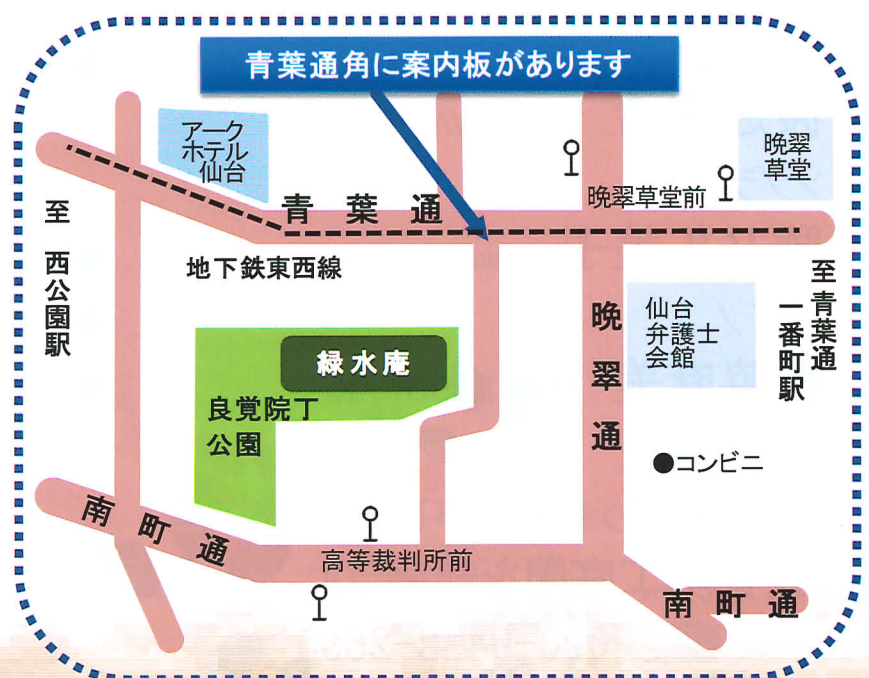 青葉通角に案内板があります
アーク
ホテル
仙台
晩翠
草堂
青葉通
晩翠草堂前
地下鉄東西線
至 西公園駅
至青葉通
一番町駅
仙台
弁護士
会館
晩翠通
緑水庵
良覚院丁
公園
●コンビニ
南町通
高等裁判所前
南町通